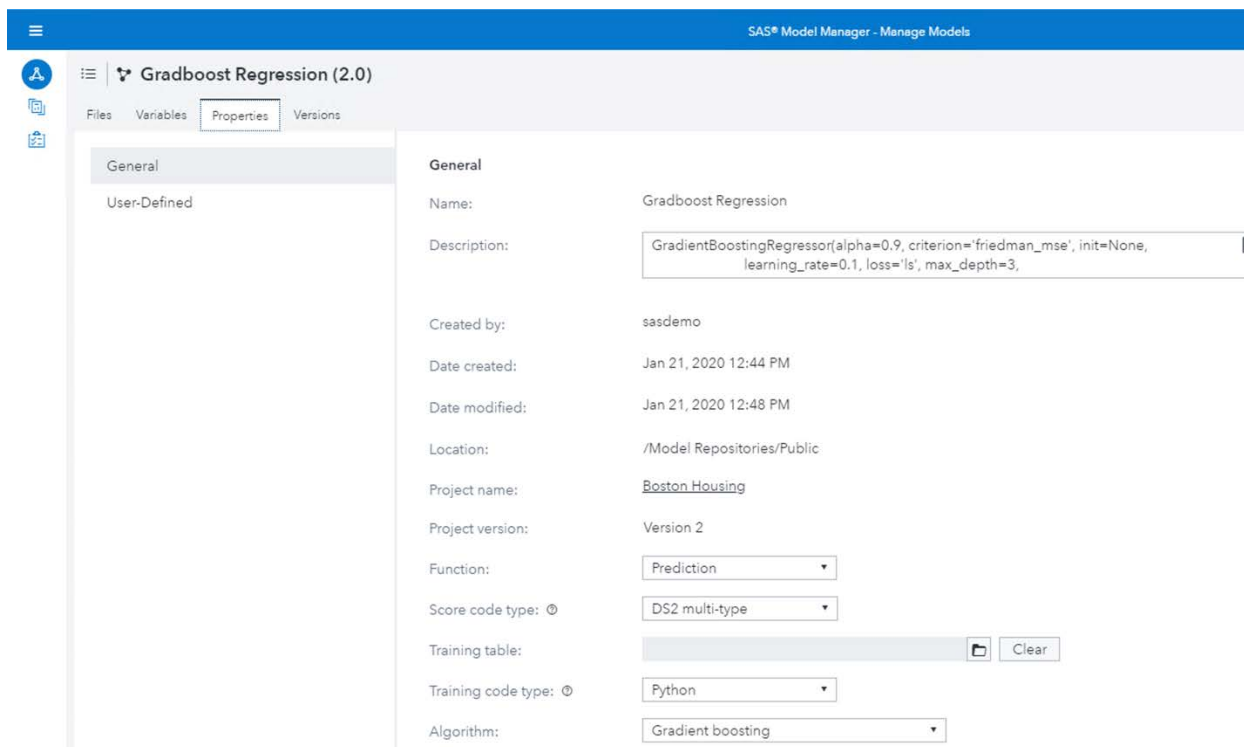 SAS® Model Manager - Manage Models
Gradboost Regression (2.0)
Files Variables Properties Versions
General
User-Defined
General
Name: Gradboost Regression
Description: GradientBoostingRegressor(alpha=0.9, criterion='friedman_mse', init=None,
learning_rate=0.1, loss='ls', max_depth=3,
Created by: sasdemo
Date created: Jan 21, 2020 12:44 PM
Date modified: Jan 21, 2020 12:48 PM
Location: /Model Repositories/Public
Project name: Boston Housing
Project version: Version 2
Function: Prediction
Score code type: DS2 multi-type
Training table: Clear
Training code type: Python
Algorithm: Gradient boosting